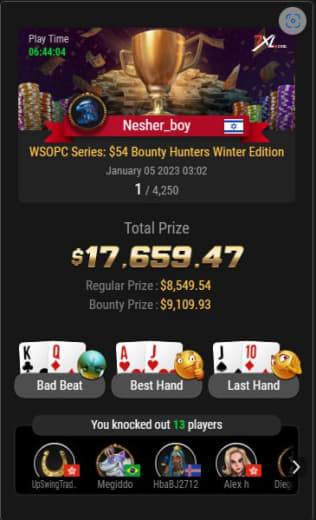 Play Time
06:44:04
Nesher_boy
WSOPC Series: $54 Bounty Hunters Winter Edition
January 05 2023 03:02
1 / 4,250
Total Prize
$17,659.47
Regular Prize : $8,549.54
Bounty Prize : $9,109.93
K Q
A J
J 10
Bad Beat
Best Hand
Last Hand
You knocked out 13 players
UpSwingTrad..
Megiddo
HbaBJ2712
Alex h
Dieg